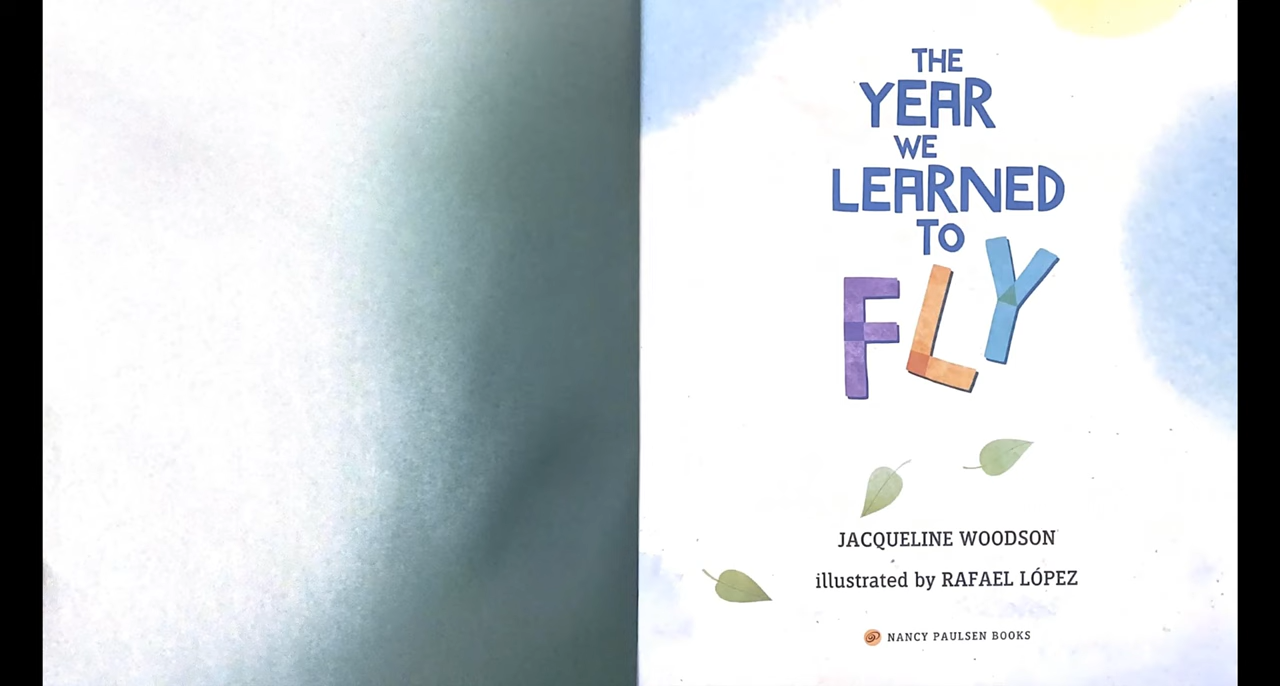 THE
YEAR
WE
LEARNED
TO
FLY
JACQUELINE WOODSON
illustrated by RAFAEL LÓPEZ
NANCY PAULSEN BOOKS